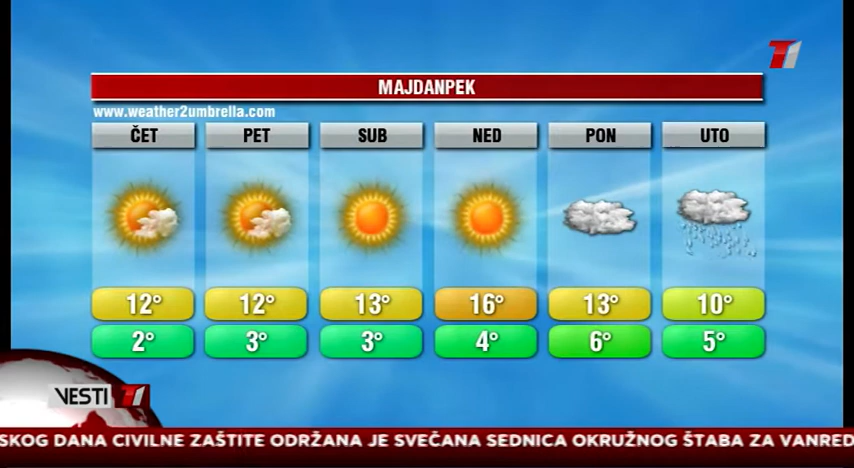 T1
MAJDANPEK
www.weather2umbrella.com
ČET PET SUB NED PON UTO
12° 12° 13° 16° 13° 10°
2° 3° 3° 4° 6° 5°
VESTI T1
SKOG DANA CIVILNE ZAŠTITE ODRŽANA JE SVEČANA SEDNICA OKRUŽNOG ŠTABA ZA VANRED